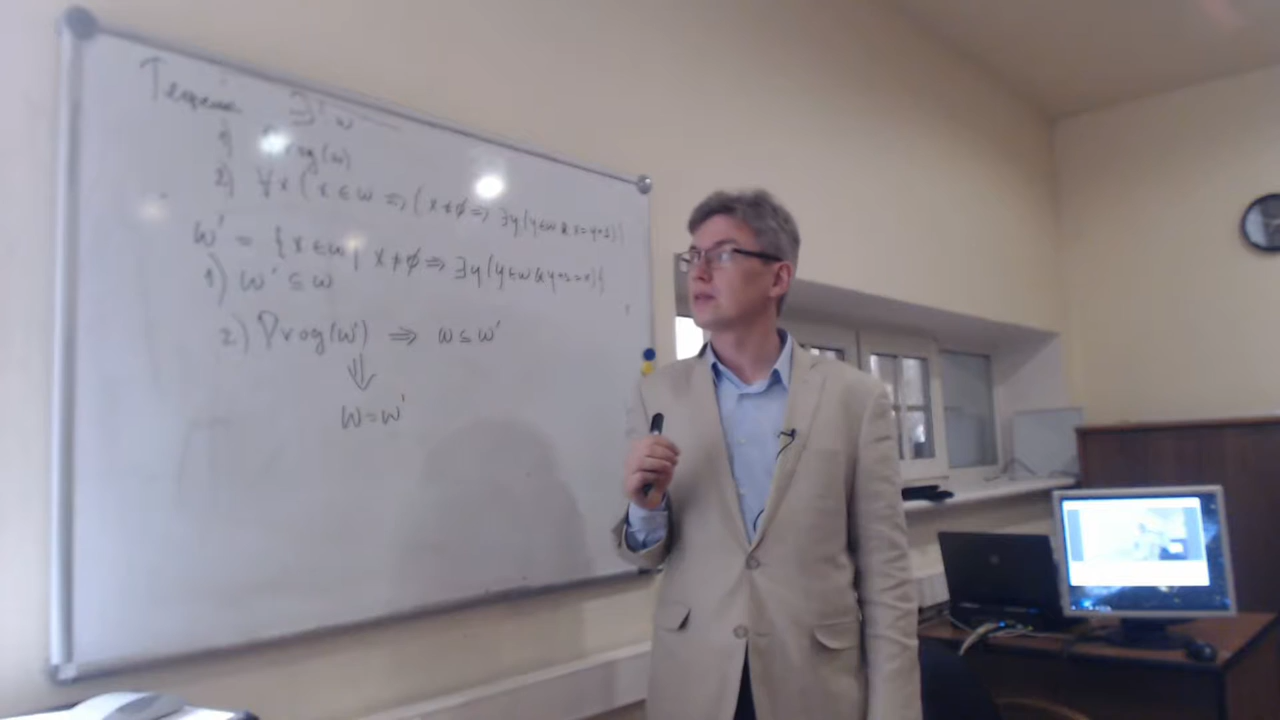 Теорема ∃! ω
1) Prog(ω)
2) ∀x (x ∈ ω ⇒ (x ≠ ∅ ⇒ ∃y (y ∈ ω & x = y+1))
ω' = {x ∈ ω | x ≠ ∅ ⇒ ∃y (y ∈ ω & y+1 = x)}
1) ω' ⊆ ω
2) Prog(ω') ⇒ ω ⊆ ω'
⇓
ω = ω'